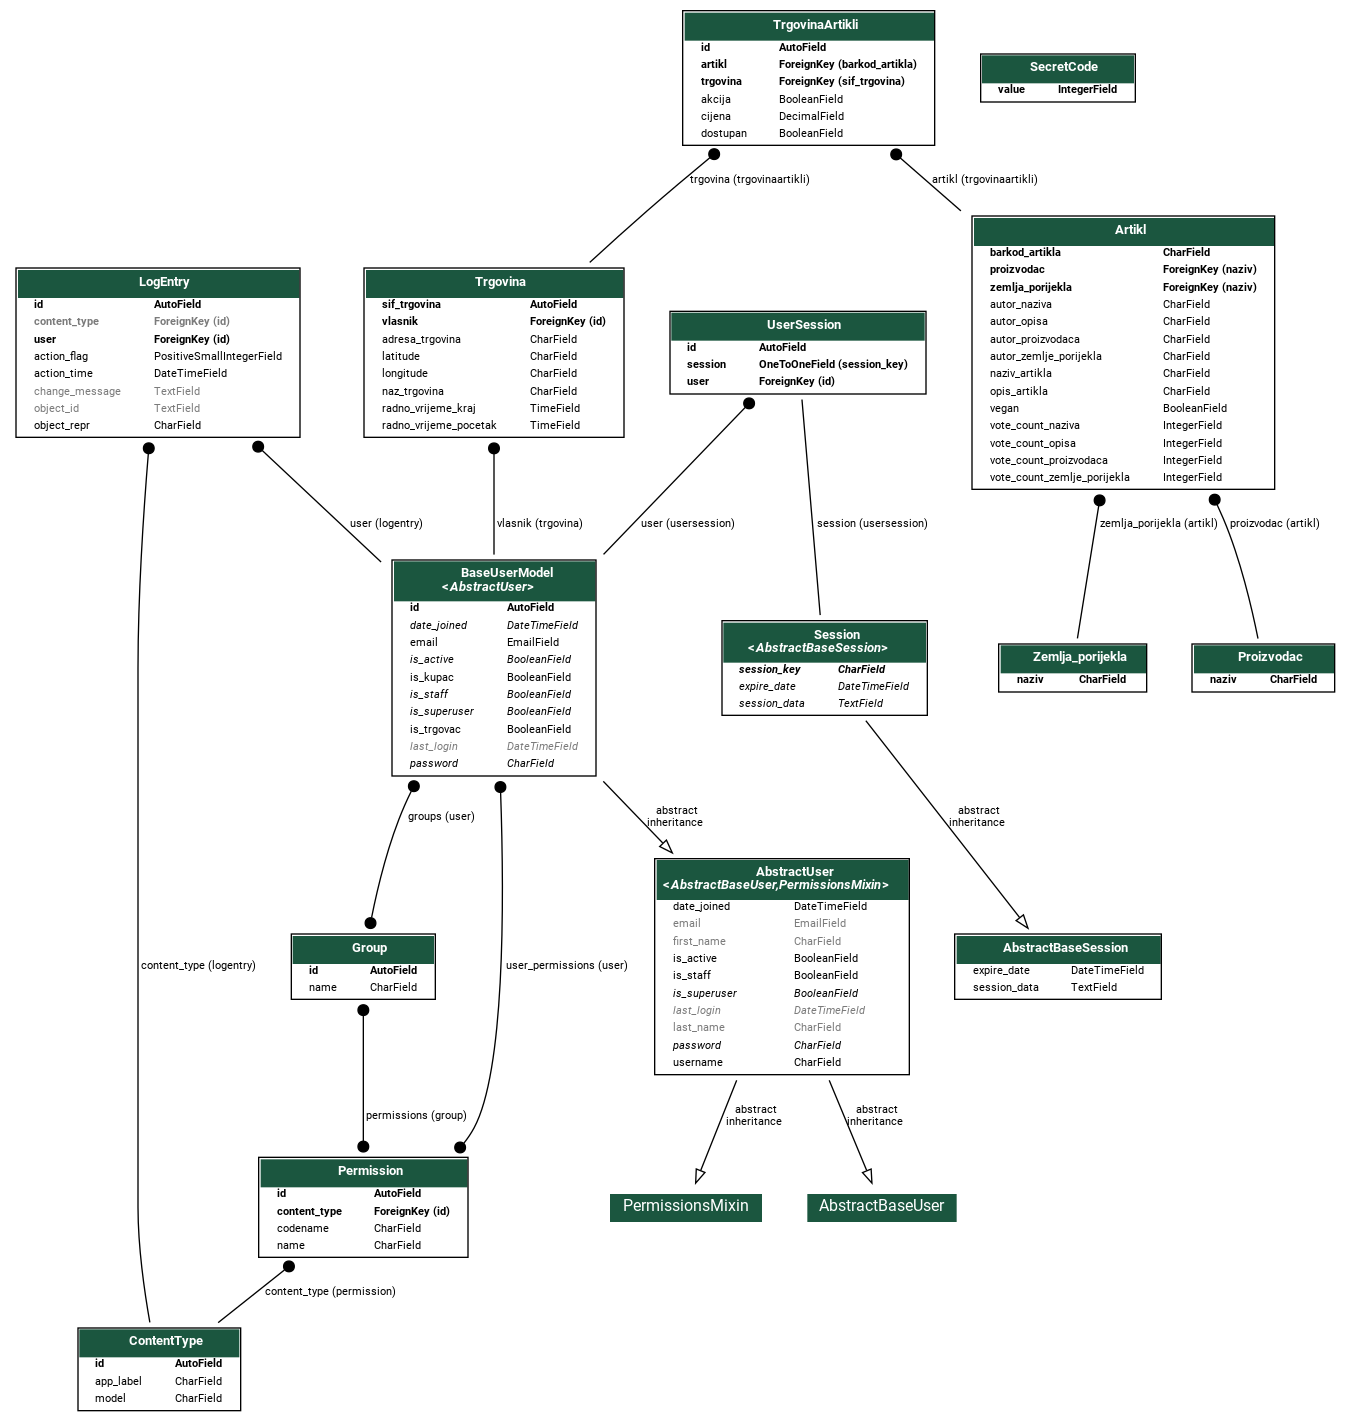 TrgovinaArtikli
id AutoField
artikl ForeignKey (barkod_artikla)
trgovina ForeignKey (sif_trgovina)
akcija BooleanField
cijena DecimalField
dostupan BooleanField
SecretCode
value IntegerField
trgovina (trgovinaartikli)
artikl (trgovinaartikli)
Artikl
barkod_artikla CharField
proizvodac ForeignKey (naziv)
zemlja_porijekla ForeignKey (naziv)
autor_naziva CharField
autor_opisa CharField
autor_proizvodaca CharField
autor_zemlje_porijekla CharField
naziv_artikla CharField
opis_artikla CharField
vegan BooleanField
vote_count_naziva IntegerField
vote_count_opisa IntegerField
vote_count_proizvodaca IntegerField
vote_count_zemlje_porijekla IntegerField
LogEntry
id AutoField
content_type ForeignKey (id)
user ForeignKey (id)
action_flag PositiveSmallIntegerField
action_time DateTimeField
change_message TextField
object_id TextField
object_repr CharField
Trgovina
sif_trgovina AutoField
vlasnik ForeignKey (id)
adresa_trgovina CharField
latitude CharField
longitude CharField
naz_trgovina CharField
radno_vrijeme_kraj TimeField
radno_vrijeme_pocetak TimeField
UserSession
id AutoField
session OneToOneField (session_key)
user ForeignKey (id)
user (logentry)
vlasnik (trgovina)
user (usersession)
session (usersession)
zemlja_porijekla (artikl)
proizvodac (artikl)
BaseUserModel
<AbstractUser>
id AutoField
date_joined DateTimeField
email EmailField
is_active BooleanField
is_kupac BooleanField
is_staff BooleanField
is_superuser BooleanField
is_trgovac BooleanField
last_login DateTimeField
password CharField
Session
<AbstractBaseSession>
session_key CharField
expire_date DateTimeField
session_data TextField
Zemlja_porijekla
naziv CharField
Proizvodac
naziv CharField
groups (user)
abstract
inheritance
abstract
inheritance
AbstractUser
<AbstractBaseUser,PermissionsMixin>
date_joined DateTimeField
email EmailField
first_name CharField
is_active BooleanField
is_staff BooleanField
is_superuser BooleanField
last_login DateTimeField
last_name CharField
password CharField
username CharField
Group
id AutoField
name CharField
AbstractBaseSession
expire_date DateTimeField
session_data TextField
content_type (logentry)
user_permissions (user)
permissions (group)
abstract
inheritance
abstract
inheritance
Permission
id AutoField
content_type ForeignKey (id)
codename CharField
name CharField
PermissionsMixin
AbstractBaseUser
content_type (permission)
ContentType
id AutoField
app_label CharField
model CharField